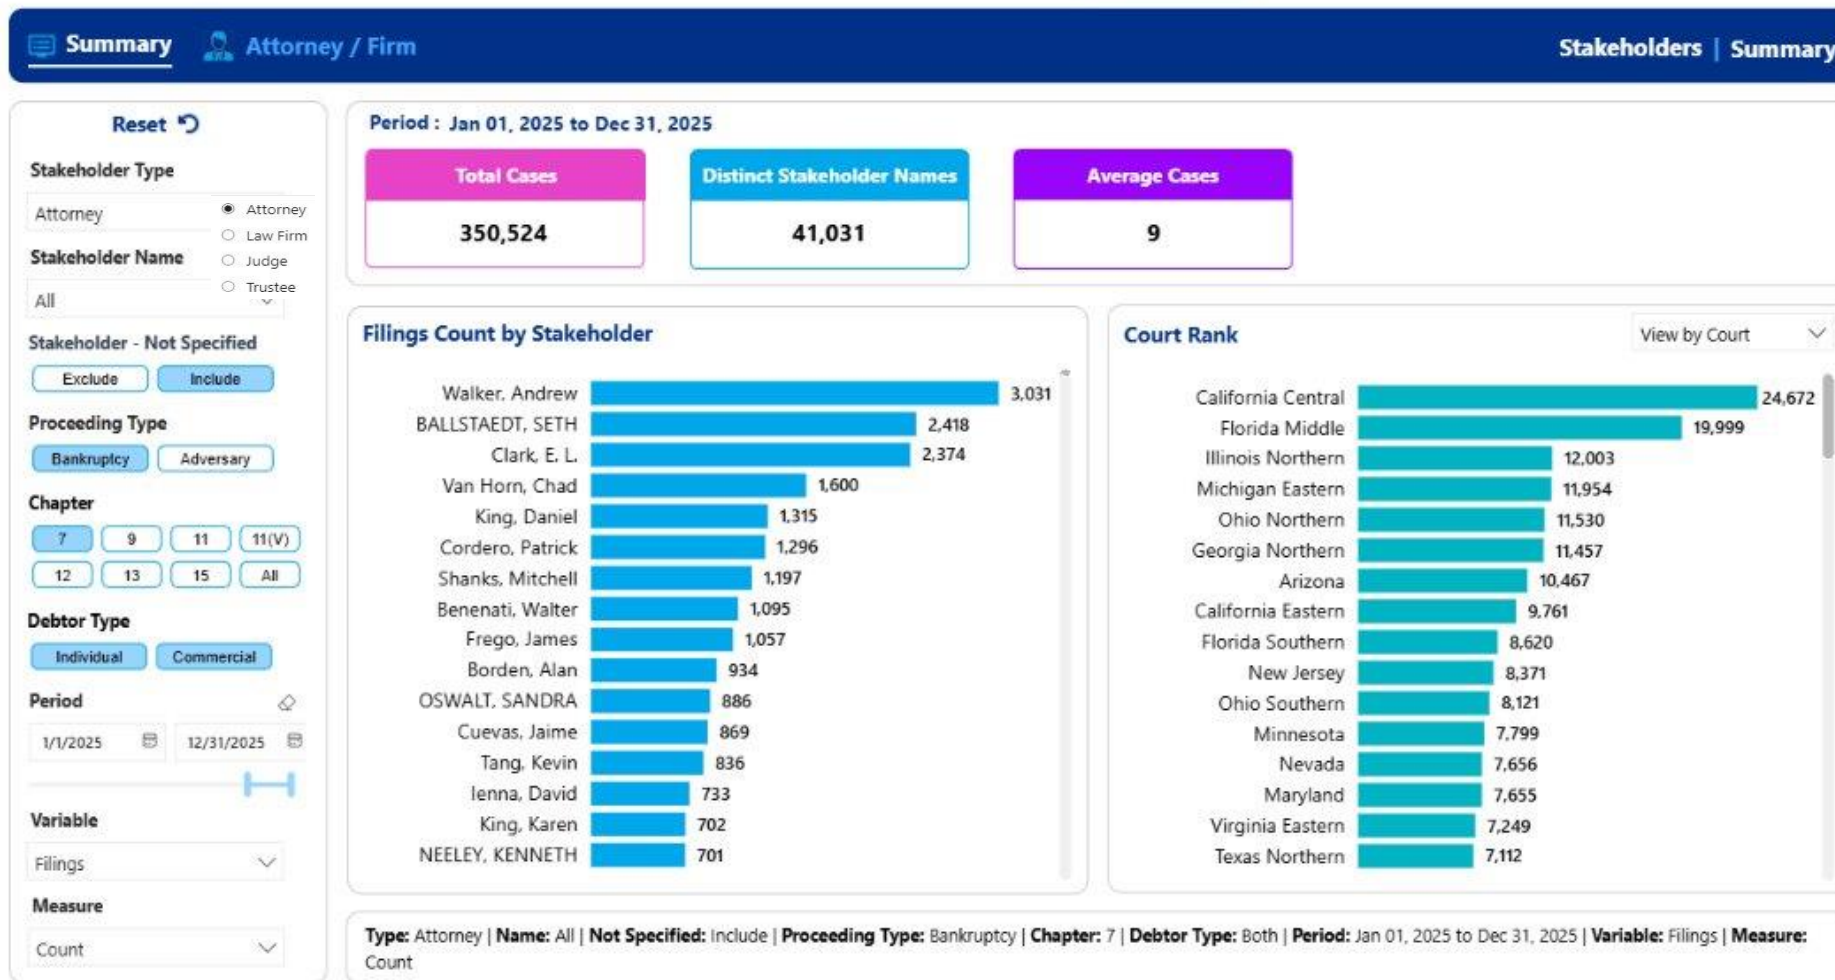 Summary Attorney / Firm Stakeholders | Summary
Reset
Stakeholder Type
Attorney
Attorney
Law Firm
Judge
Trustee
Stakeholder Name
All
Stakeholder - Not Specified
Exclude Include
Proceeding Type
Bankruptcy Adversary
Chapter
7 9 11 11(V)
12 13 15 All
Debtor Type
Individual Commercial
Period
1/1/2025 12/31/2025
Variable
Filings
Measure
Count
Period : Jan 01, 2025 to Dec 31, 2025
Total Cases
350,524
Distinct Stakeholder Names
41,031
Average Cases
9
Filings Count by Stakeholder
Walker, Andrew 3,031
BALLSTAEDT, SETH 2,418
Clark, E. L. 2,374
Van Horn, Chad 1,600
King, Daniel 1,315
Cordero, Patrick 1,296
Shanks, Mitchell 1,197
Benenati, Walter 1,095
Frego, James 1,057
Borden, Alan 934
OSWALT, SANDRA 886
Cuevas, Jaime 869
Tang, Kevin 836
Ienna, David 733
King, Karen 702
NEELEY, KENNETH 701
Court Rank
View by Court
California Central 24,672
Florida Middle 19,999
Illinois Northern 12,003
Michigan Eastern 11,954
Ohio Northern 11,530
Georgia Northern 11,457
Arizona 10,467
California Eastern 9,761
Florida Southern 8,620
New Jersey 8,371
Ohio Southern 8,121
Minnesota 7,799
Nevada 7,656
Maryland 7,655
Virginia Eastern 7,249
Texas Northern 7,112
Type: Attorney | Name: All | Not Specified: Include | Proceeding Type: Bankruptcy | Chapter: 7 | Debtor Type: Both | Period: Jan 01, 2025 to Dec 31, 2025 | Variable: Filings | Measure:
Count